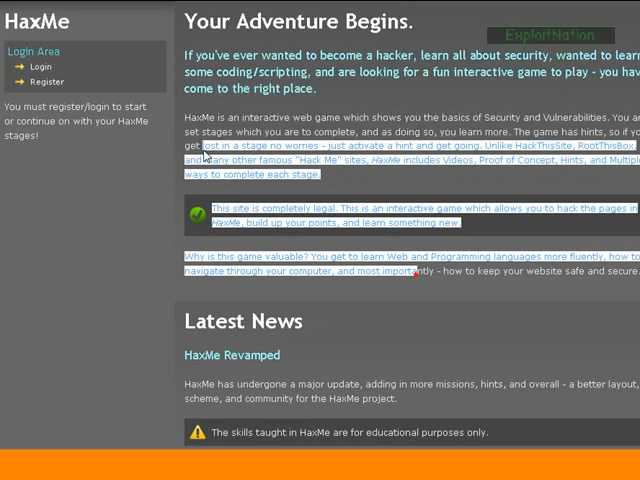 HaxMe
Login Area
Login
Register
You must register/login to start
or continue on with your HaxMe
stages!
ExploitNation
Your Adventure Begins.
If you've ever wanted to become a hacker, learn all about security, wanted to learn
some coding/scripting, and are looking for a fun interactive game to play - you have
come to the right place.
HaxMe is an interactive web game which shows you the basics of Security and Vulnerabilities. You
set stages which you are to complete, and as doing so, you learn more. The game has hints, so if
get lost in a stage no worries - just activate a hint and get going. Unlike HackThisSite, RootThisBox,
and many other famous "Hack Me" sites, HaxMe includes Videos, Proof of Concept, Hints, and
ways to complete each stage.
This site is completely legal. This is an interactive game which allows you to hack the pages in
HaxMe, build up your points, and learn something new.
Why is this game valuable? You get to learn Web and Programming languages more fluently, how to
navigate through your computer, and most importantly - how to keep your website safe and secure.
Latest News
HaxMe Revamped
HaxMe has undergone a major update, adding in more missions, hints, and overall - a better layout,
scheme, and community for the HaxMe project.
The skills taught in HaxMe are for educational purposes only.